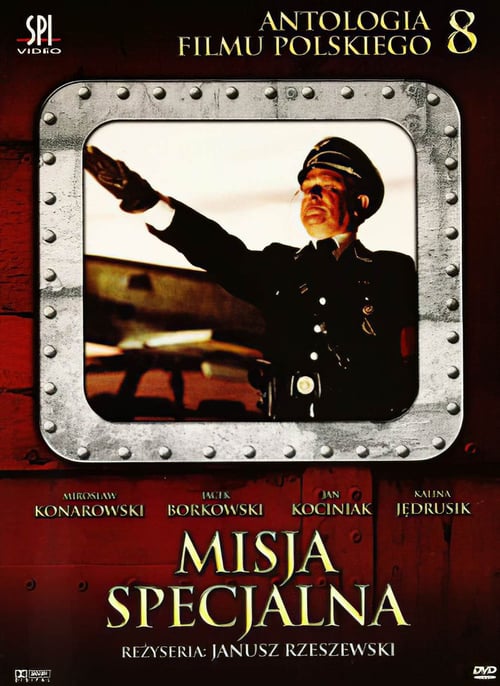 SPI
VIDEO
ANTOLOGIA
FILMU POLSKIEGO 8
MIROSŁAW
KONAROWSKI
JACEK
BORKOWSKI
JAN
KOCINIAK
KALINA
JĘDRUSIK
MISJA
SPECJALNA
REŻYSERIA: JANUSZ RZESZEWSKI
DIGITAL
DVD